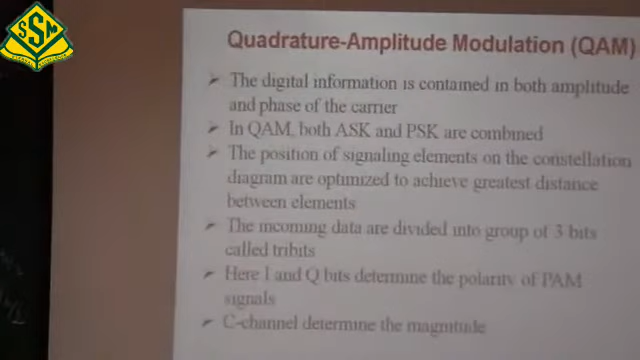 SSM
Quadrature-Amplitude Modulation (QAM)
➤ The digital information is contained in both amplitude
and phase of the carrier
➤ In QAM, both ASK and PSK are combined
➤ The position of signaling elements on the constellation
diagram are optimized to achieve greatest distance
between elements
➤ The incoming data are divided into group of 3 bits
called tribits
➤ Here I and Q bits determine the polarity of PAM
signals
➤ C-channel determine the magnitude